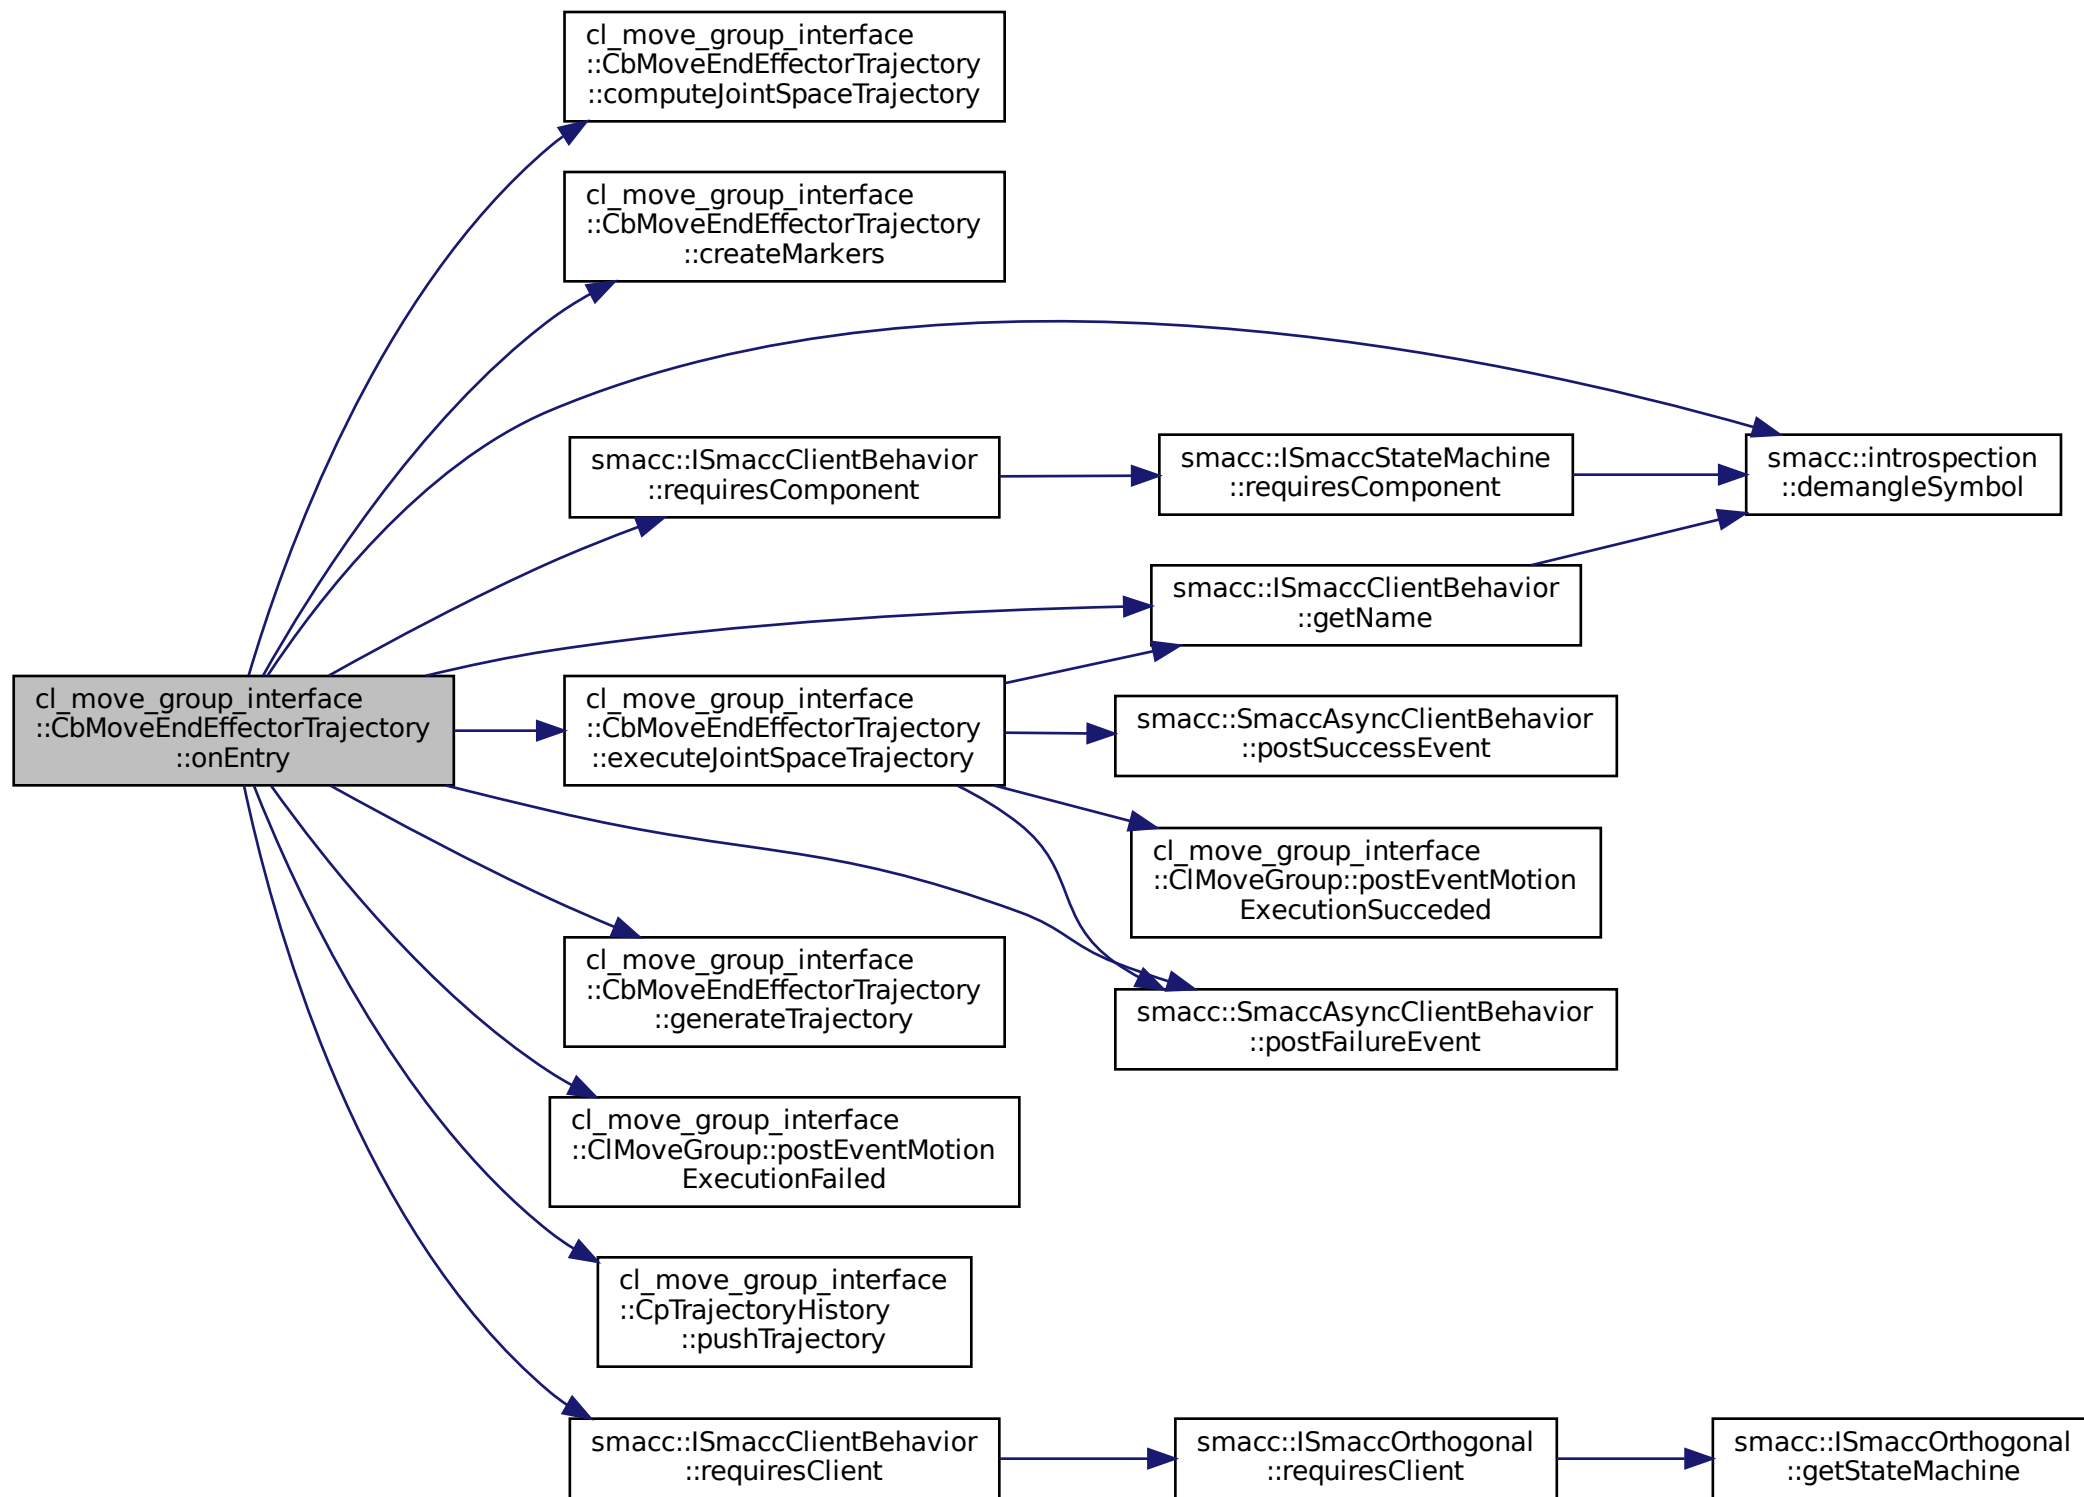 cl_move_group_interface
::CbMoveEndEffectorTrajectory
::computeJointSpaceTrajectory
cl_move_group_interface
::CbMoveEndEffectorTrajectory
::createMarkers
smacc::ISmaccClientBehavior
::requiresComponent
smacc::ISmaccStateMachine
::requiresComponent
smacc::introspection
::demangleSymbol
smacc::ISmaccClientBehavior
::getName
cl_move_group_interface
::CbMoveEndEffectorTrajectory
::onEntry
cl_move_group_interface
::CbMoveEndEffectorTrajectory
::executeJointSpaceTrajectory
smacc::SmaccAsyncClientBehavior
::postSuccessEvent
cl_move_group_interface
::ClMoveGroup::postEventMotion
ExecutionSucceded
cl_move_group_interface
::CbMoveEndEffectorTrajectory
::generateTrajectory
smacc::SmaccAsyncClientBehavior
::postFailureEvent
cl_move_group_interface
::ClMoveGroup::postEventMotion
ExecutionFailed
cl_move_group_interface
::CpTrajectoryHistory
::pushTrajectory
smacc::ISmaccClientBehavior
::requiresClient
smacc::ISmaccOrthogonal
::requiresClient
smacc::ISmaccOrthogonal
::getStateMachine